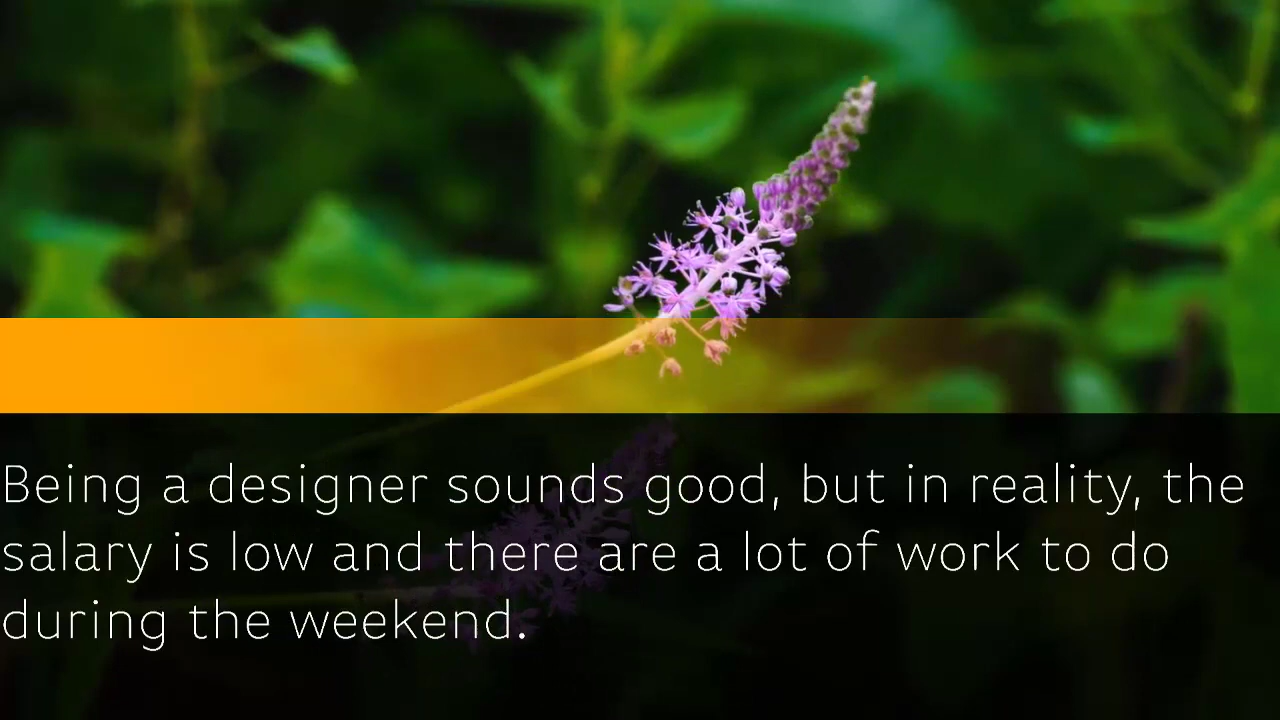 Being a designer sounds good, but in reality, the
salary is low and there are a lot of work to do
during the weekend.